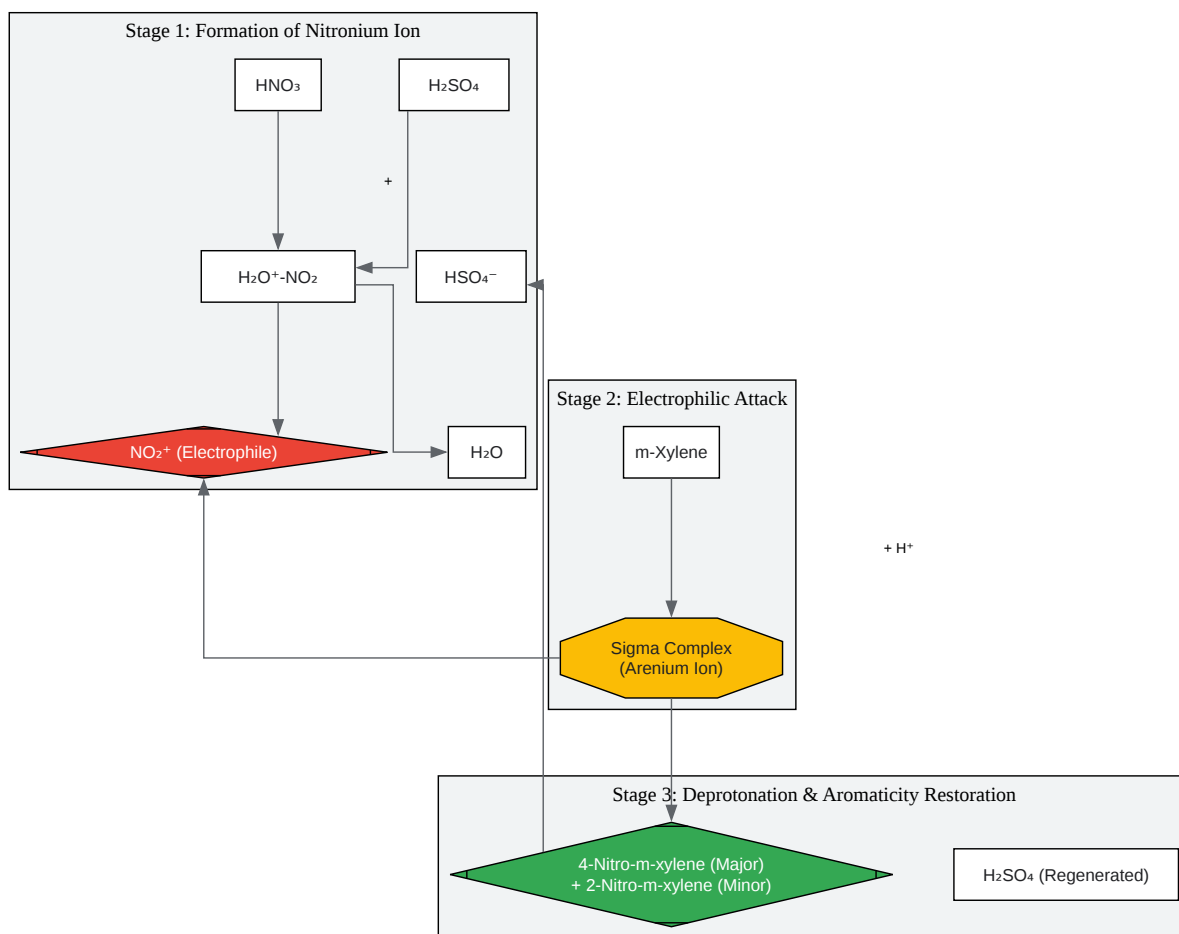 Stage 1: Formation of Nitronium Ion
HNO₃
H₂SO₄
+
H₂O⁺-NO₂
HSO₄⁻
NO₂⁺ (Electrophile)
H₂O
Stage 2: Electrophilic Attack
m-Xylene
+ H⁺
Sigma Complex
(Arenium Ion)
Stage 3: Deprotonation & Aromaticity Restoration
4-Nitro-m-xylene (Major)
+ 2-Nitro-m-xylene (Minor)
H₂SO₄ (Regenerated)